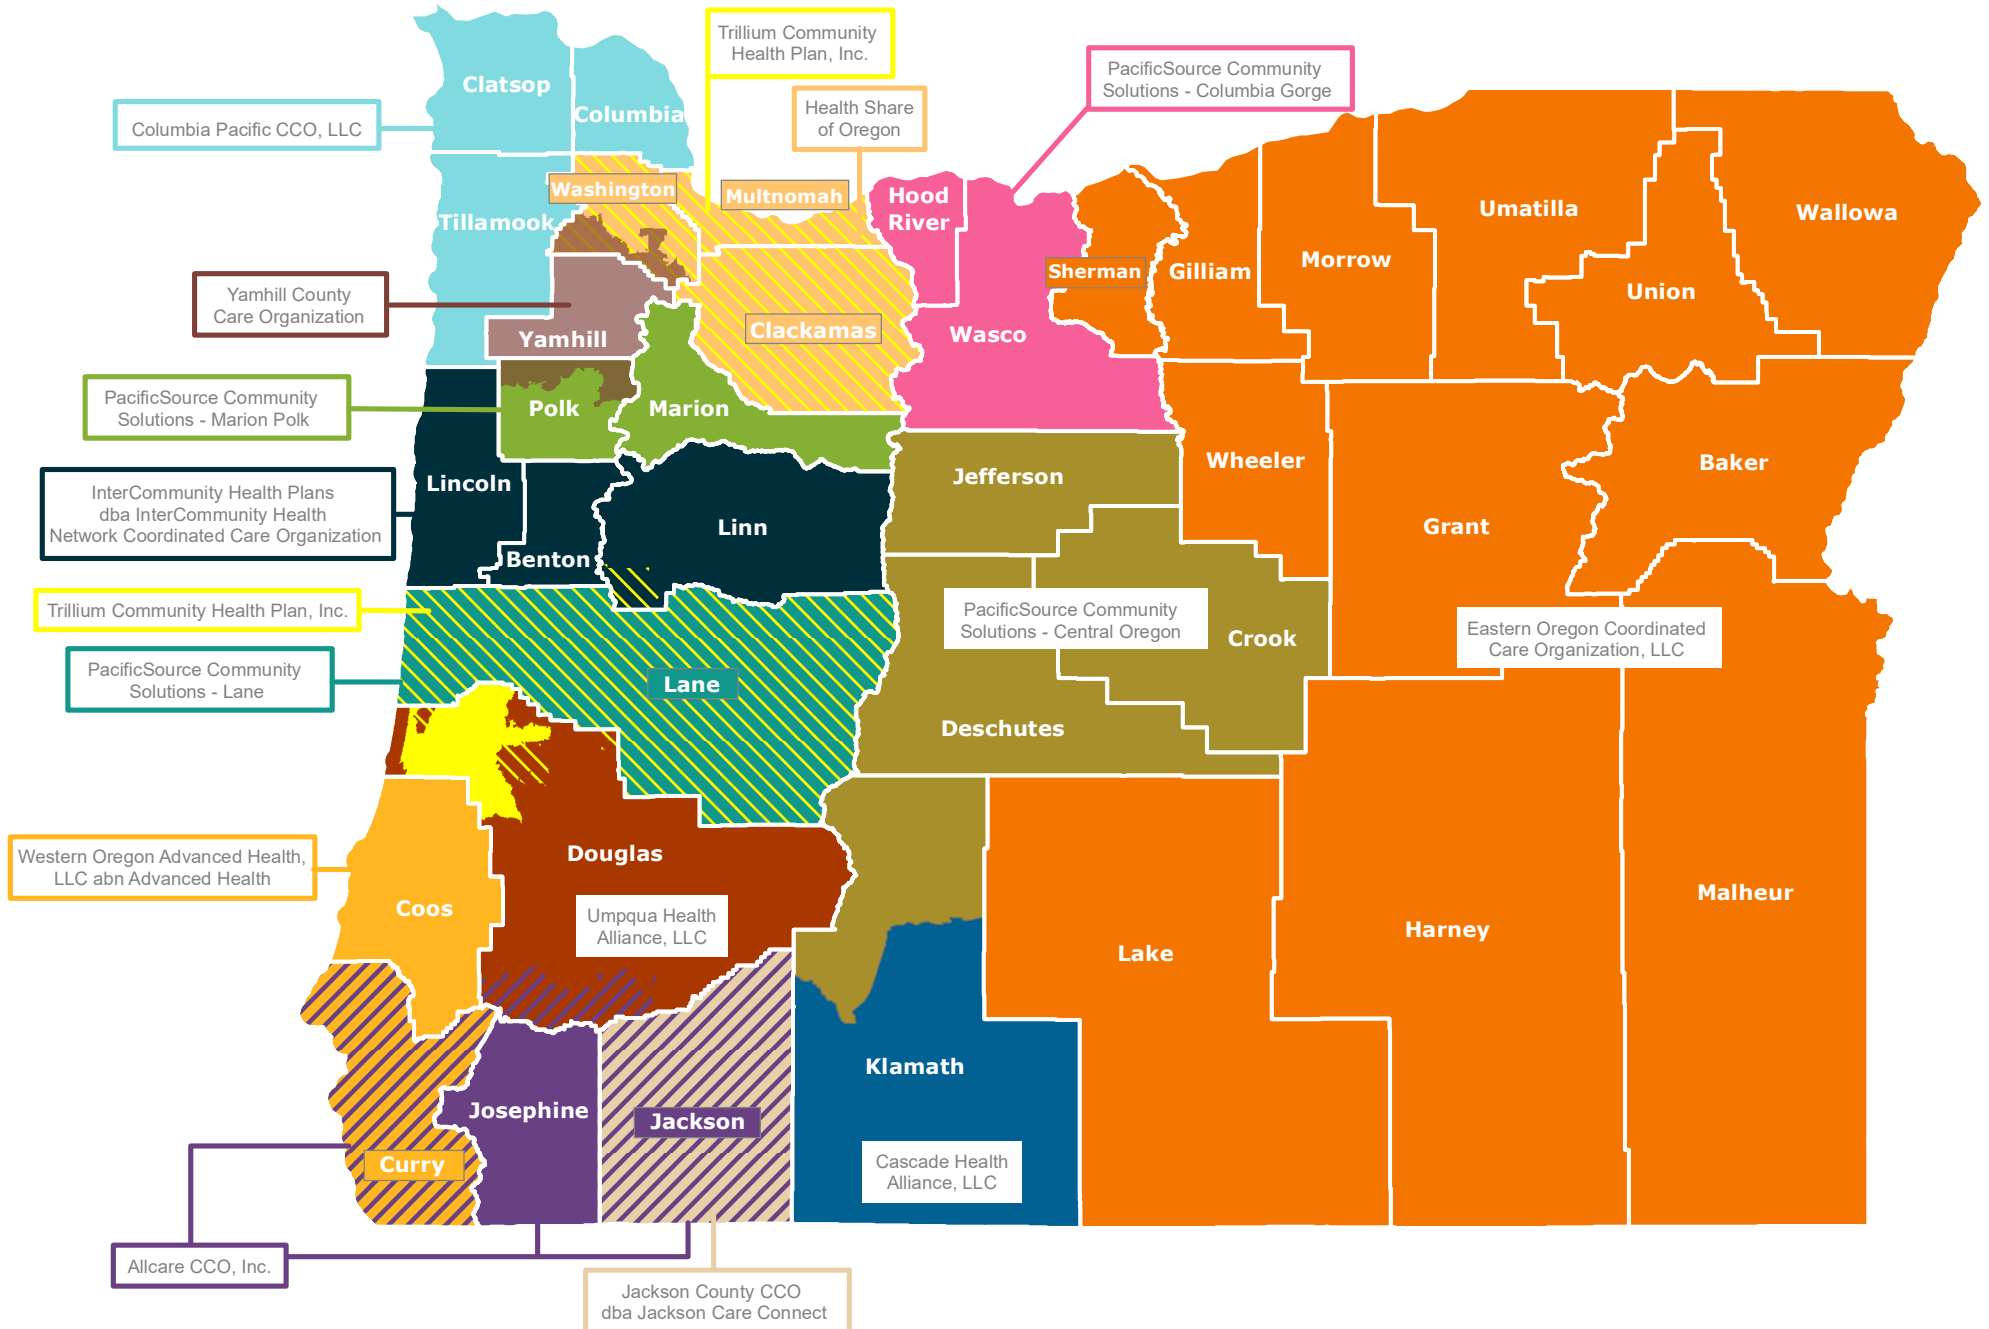 Trillium Community
Health Plan, Inc.
PacificSource Community
Solutions - Columbia Gorge
Clatsop
Columbia
Health Share
of Oregon
Columbia Pacific CCO, LLC
Washington
Multnomah
Hood
River
Tillamook
Umatilla
Wallowa
Sherman
Gilliam
Morrow
Union
Yamhill County
Care Organization
Yamhill
Clackamas
Wasco
PacificSource Community
Solutions - Marion Polk
Polk
Marion
Lincoln
Jefferson
Wheeler
Baker
InterCommunity Health Plans
dba InterCommunity Health
Network Coordinated Care Organization
Linn
Grant
Benton
Trillium Community Health Plan, Inc.
PacificSource Community
Solutions - Central Oregon
Crook
Eastern Oregon Coordinated
Care Organization, LLC
PacificSource Community
Solutions - Lane
Lane
Deschutes
Western Oregon Advanced Health,
LLC abn Advanced Health
Douglas
Coos
Umpqua Health
Alliance, LLC
Malheur
Harney
Lake
Klamath
Josephine
Jackson
Curry
Cascade Health
Alliance, LLC
Allcare CCO, Inc.
Jackson County CCO
dba Jackson Care Connect